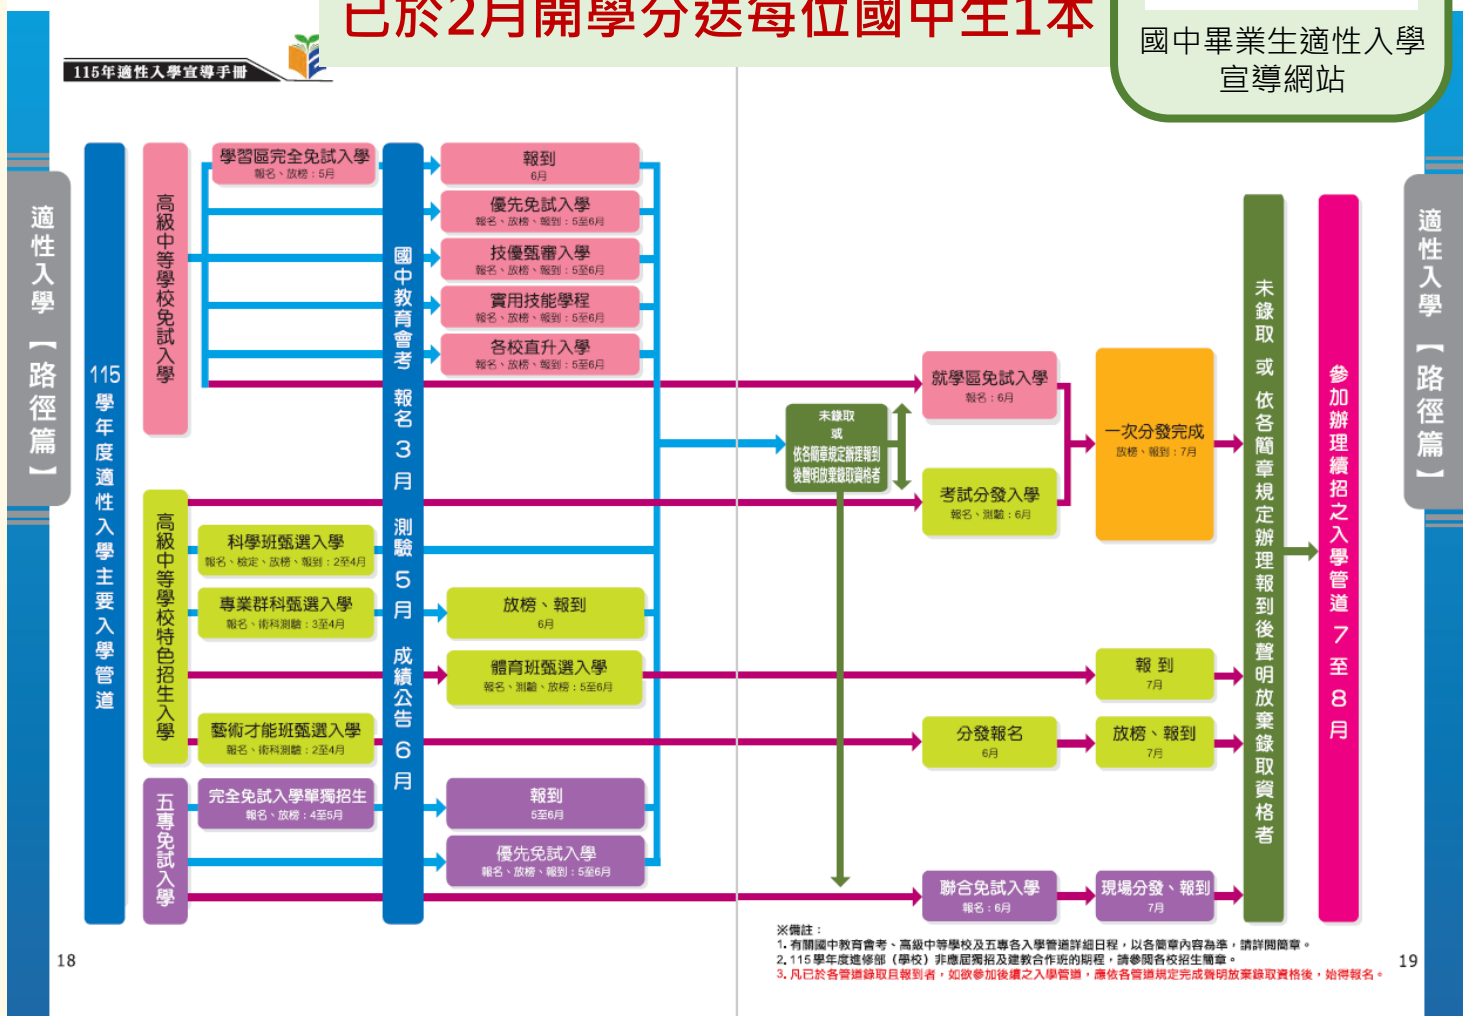 已於2月開學分送每位國中生1本
國中畢業生適性入學
宣導網站
115年適性入學宣導手冊
適性入學【路徑篇】
115學年度適性入學主要入學管道
高級中等學校免試入學
學習區完全免試入學
報名、放榜：5月
國中教育會考 報名3月 測驗5月 成績公告6月
報到
6月
優先免試入學
報名、放榜、報到：5至6月
技優甄審入學
報名、放榜、報到：5至6月
實用技能學程
報名、放榜、報到：5至6月
各校直升入學
報名、放榜、報到：5至6月
就學區免試入學
報名：6月
未錄取
或
依各簡章規定辦理報到
後聲明放棄錄取資格者
一次分發完成
放榜、報到：7月
考試分發入學
報名、測驗：6月
高級中等學校特色招生入學
科學班甄選入學
報名、檢定、放榜、報到：2至4月
專業群科甄選入學
報名、術科測驗：3至4月
放榜、報到
6月
體育班甄選入學
報名、測驗、放榜：5至6月
報到
7月
藝術才能班甄選入學
報名、術科測驗：2至4月
分發報名
6月
放榜、報到
7月
五專免試入學
完全免試入學單獨招生
報名、放榜：4至5月
報到
5至6月
優先免試入學
報名、放榜、報到：5至6月
聯合免試入學
報名：6月
現場分發、報到
7月
未錄取 或 依各簡章規定辦理報到後聲明放棄錄取資格者
參加辦理續招之入學管道7至8月
適性入學【路徑篇】
※備註：
1. 有關國中教育會考、高級中等學校及五專各入學管道詳細日程，以各簡章內容為準，請詳閱簡章。
2. 115學年度進修部（學校）非應屆獨招及建教合作班的期程，請參閱各校招生簡章。
3. 凡已於各管道錄取且報到者，如欲參加後續之入學管道，應依各管道規定完成聲明放棄錄取資格後，始得報名。
18
19